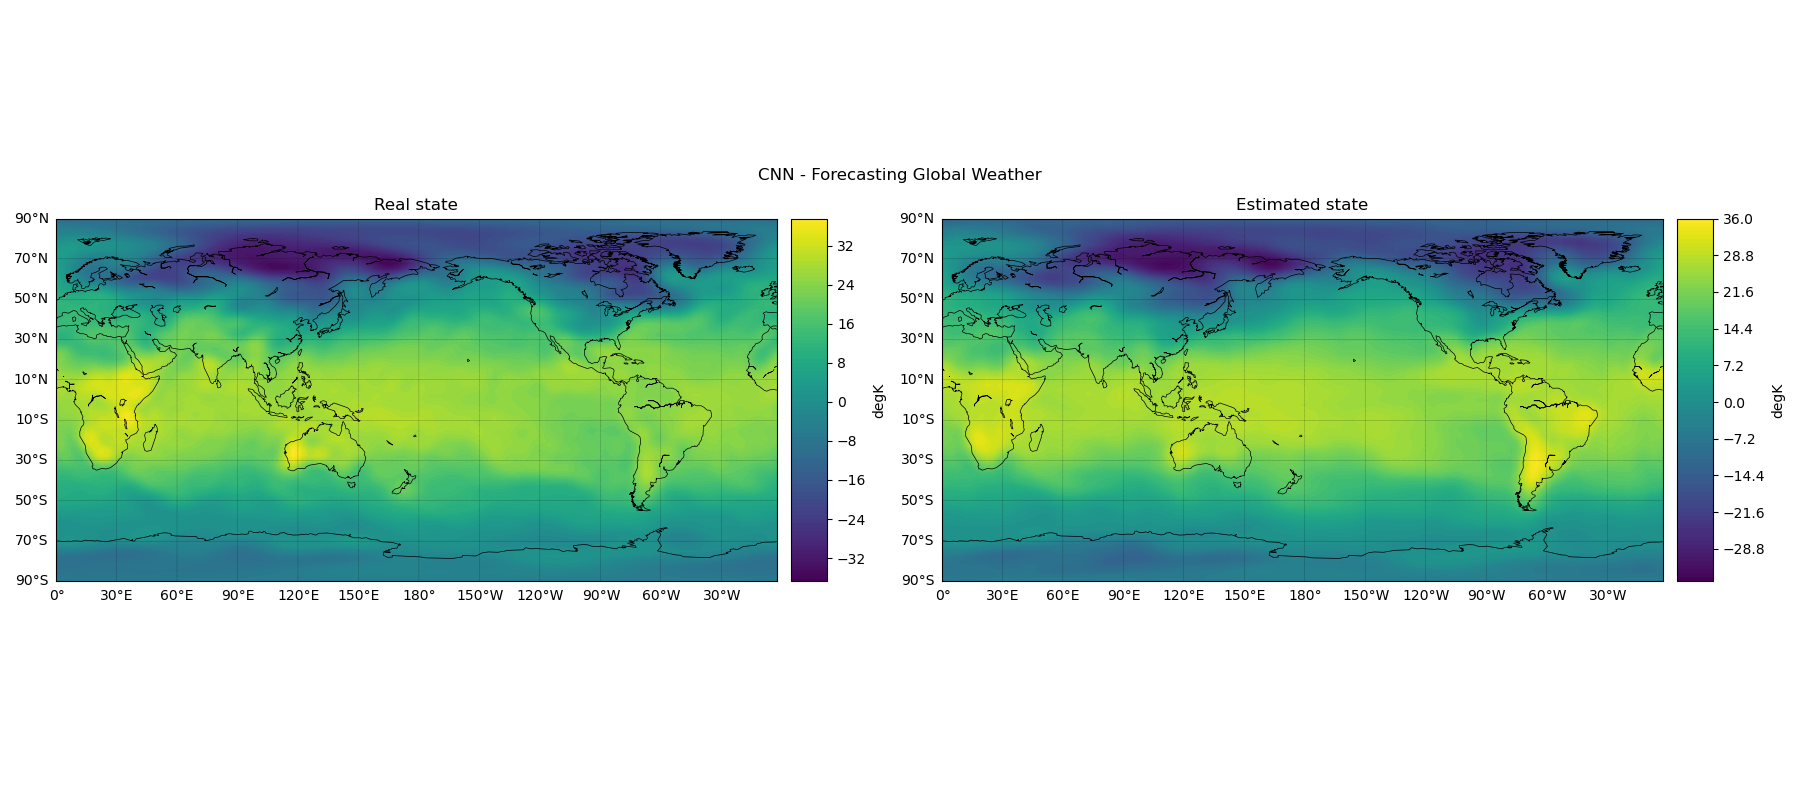 CNN - Forecasting Global Weather
Real state
90°N
70°N
50°N
30°N
10°N
10°S
30°S
50°S
70°S
90°S
0° 30°E 60°E 90°E 120°E 150°E 180° 150°W 120°W 90°W 60°W 30°W
32
24
16
8
0
−8
−16
−24
−32
degK
Estimated state
90°N
70°N
50°N
30°N
10°N
10°S
30°S
50°S
70°S
90°S
0° 30°E 60°E 90°E 120°E 150°E 180° 150°W 120°W 90°W 60°W 30°W
36.0
28.8
21.6
14.4
7.2
0.0
−7.2
−14.4
−21.6
−28.8
degK